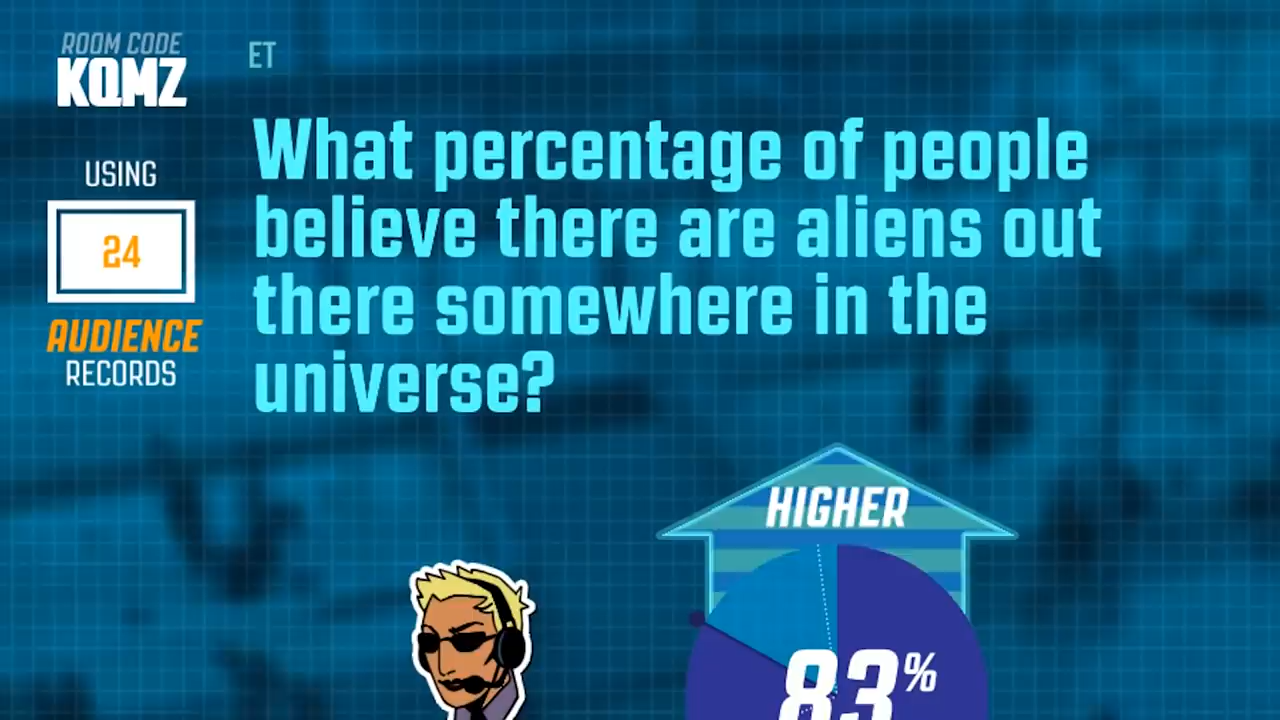 ROOM CODE
KQMZ
ET
USING
24
AUDIENCE
RECORDS
What percentage of people
believe there are aliens out
there somewhere in the
universe?
HIGHER
83%